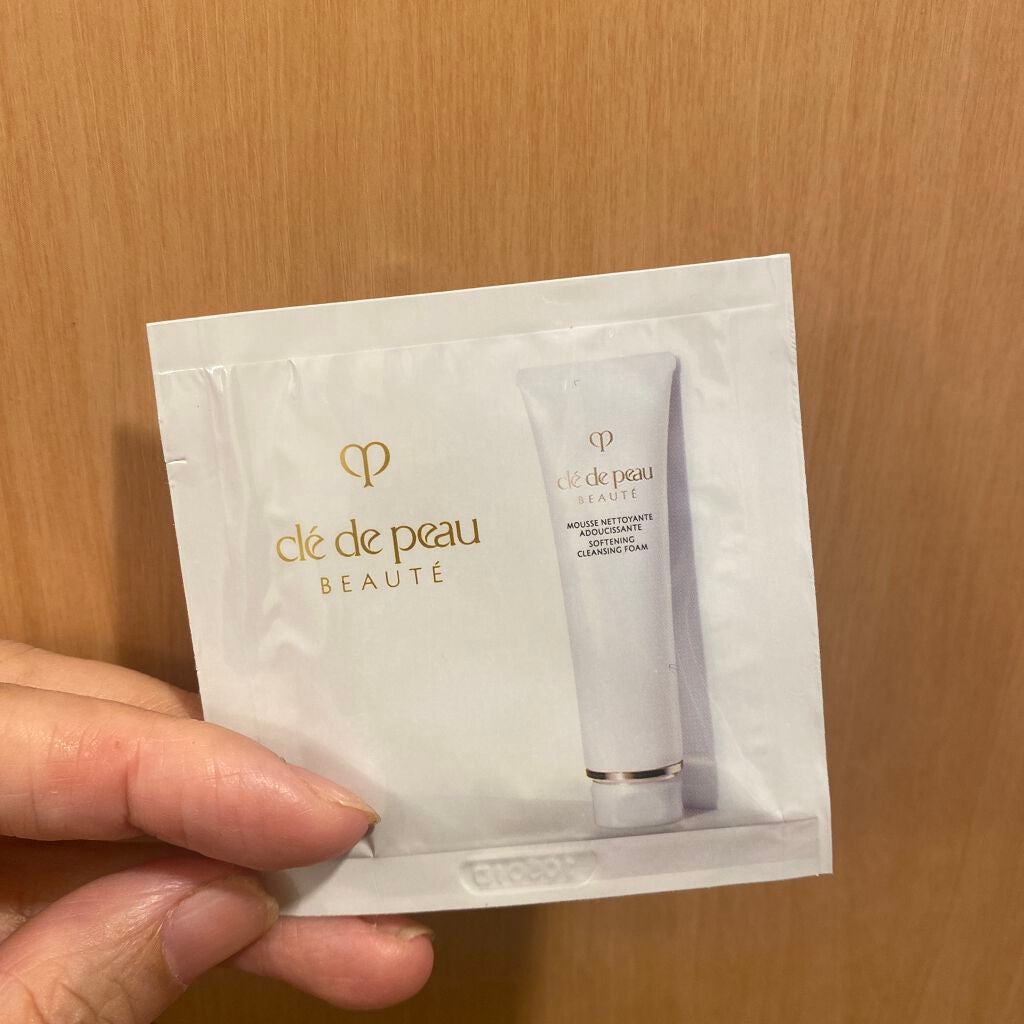 clé de peau
BEAUTÉ
clé de peau
BEAUTÉ
MOUSSE NETTOYANTE
ADOUCISSANTE
SOFTENING
CLEANSING FOAM